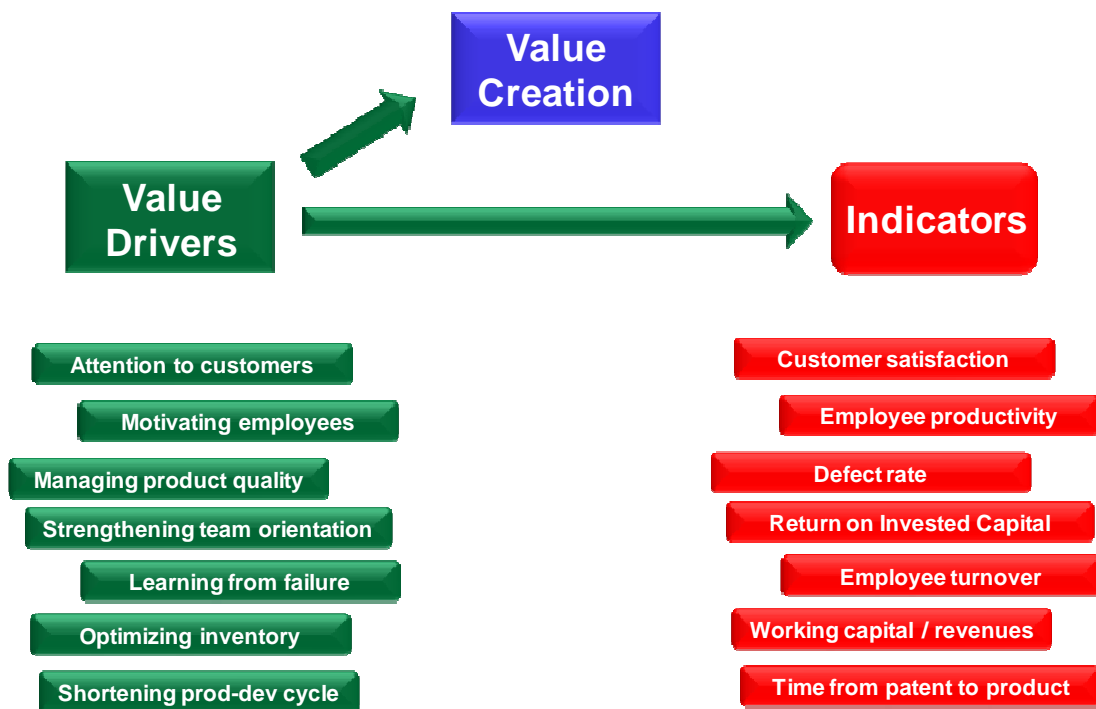 Value
Creation
Value
Drivers
Indicators
Attention to customers
Customer satisfaction
Motivating employees
Employee productivity
Managing product quality
Defect rate
Strengthening team orientation
Return on Invested Capital
Learning from failure
Employee turnover
Optimizing inventory
Working capital / revenues
Shortening prod-dev cycle
Time from patent to product